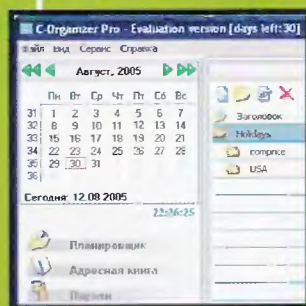 C-Organizer Pro - Evaluation version [days left:30]
Файл Вид Сервис Справка
Август, 2005
Пн Вт Ср Чт Пт Сб Вс
31 1 2 3 4 5 6 7
32 8 9 10 11 12 13 14
33 15 16 17 18 19 20 21
34 22 23 24 25 26 27 28
35 29 30 31
36
Сегодня: 12.08.2005
22:26:25
Планировщик
Адресная книга
Пароли
Заголовок
Holidays
comprice
USA